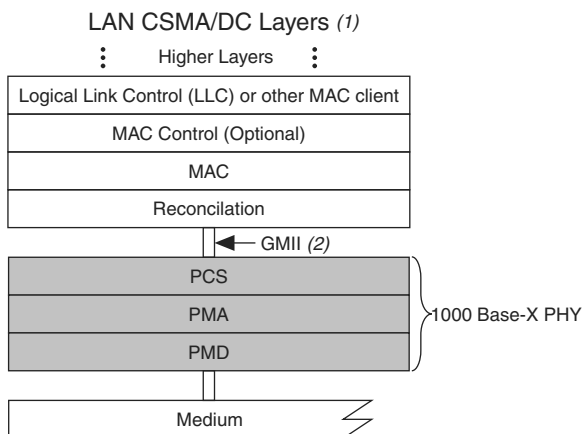 LAN CSMA/DC Layers (1)
Higher Layers
Logical Link Control (LLC) or other MAC client
MAC Control (Optional)
MAC
Reconcilation
GMII (2)
PCS
PMA
PMD
1000 Base-X PHY
Medium